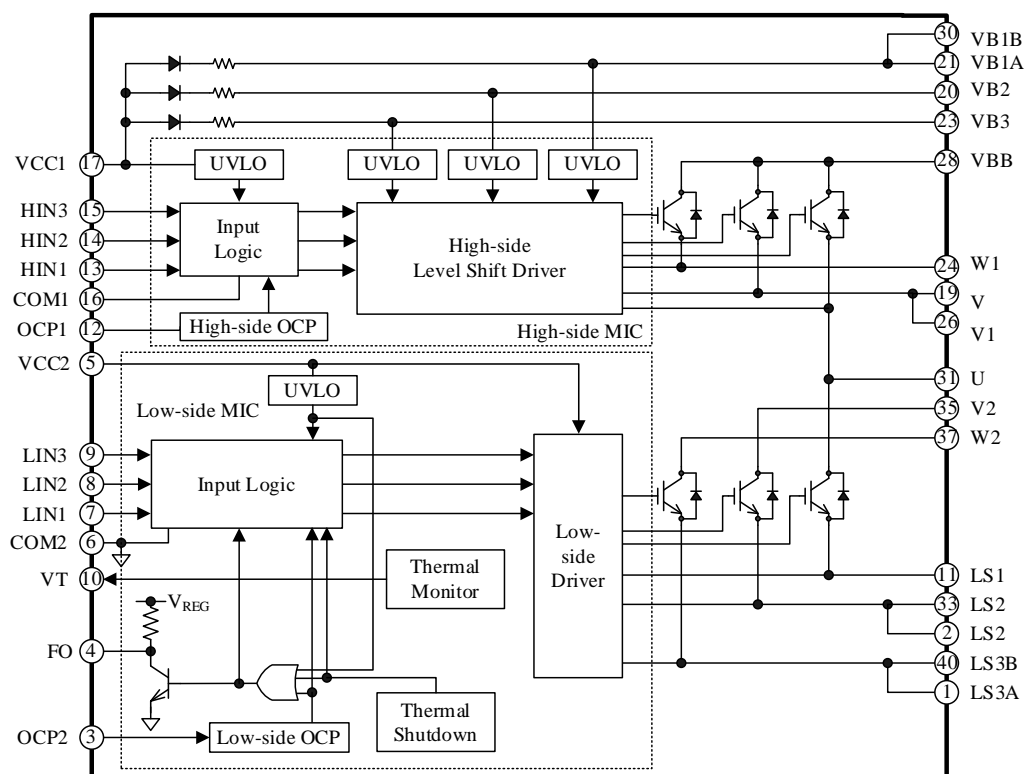 30 VB1B
21 VB1A
20 VB2
23 VB3
VCC1 17
UVLO
UVLO
UVLO
UVLO
28 VBB
HIN3 15
HIN2 14
HIN1 13
COM1 16
OCP1 12
Input
Logic
High-side
Level Shift Driver
High-side OCP
High-side MIC
24 W1
19 V
26 V1
VCC2 5
UVLO
Low-side MIC
31 U
35 V2
37 W2
LIN3 9
LIN2 8
LIN1 7
COM2 6
Input Logic
Low-
side
Driver
VT 10
Thermal
Monitor
11 LS1
33 LS2
2 LS2
40 LS3B
1 LS3A
VREG
FO 4
Thermal
Shutdown
OCP2 3
Low-side OCP